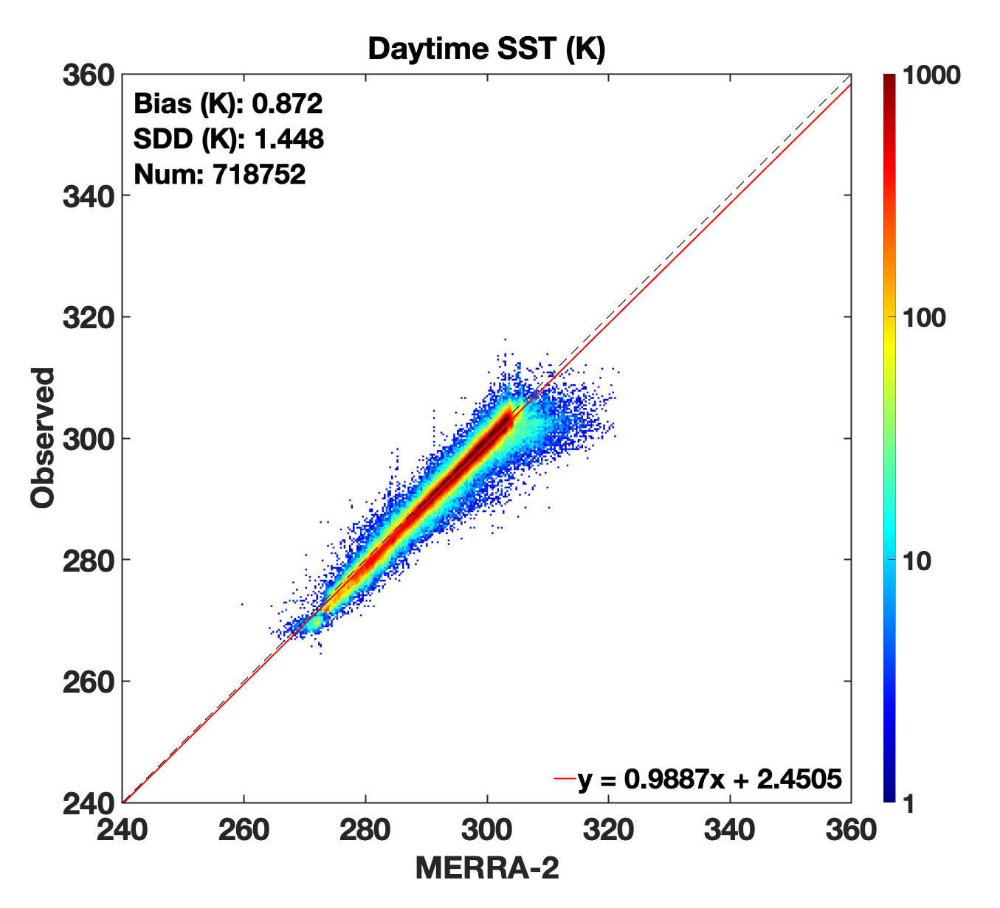 Daytime SST (K)
Bias (K): 0.872
SDD (K): 1.448
Num: 718752
360
340
320
300
280
260
240
Observed
240 260 280 300 320 340 360
MERRA-2
y = 0.9887x + 2.4505
1000
100
10
1